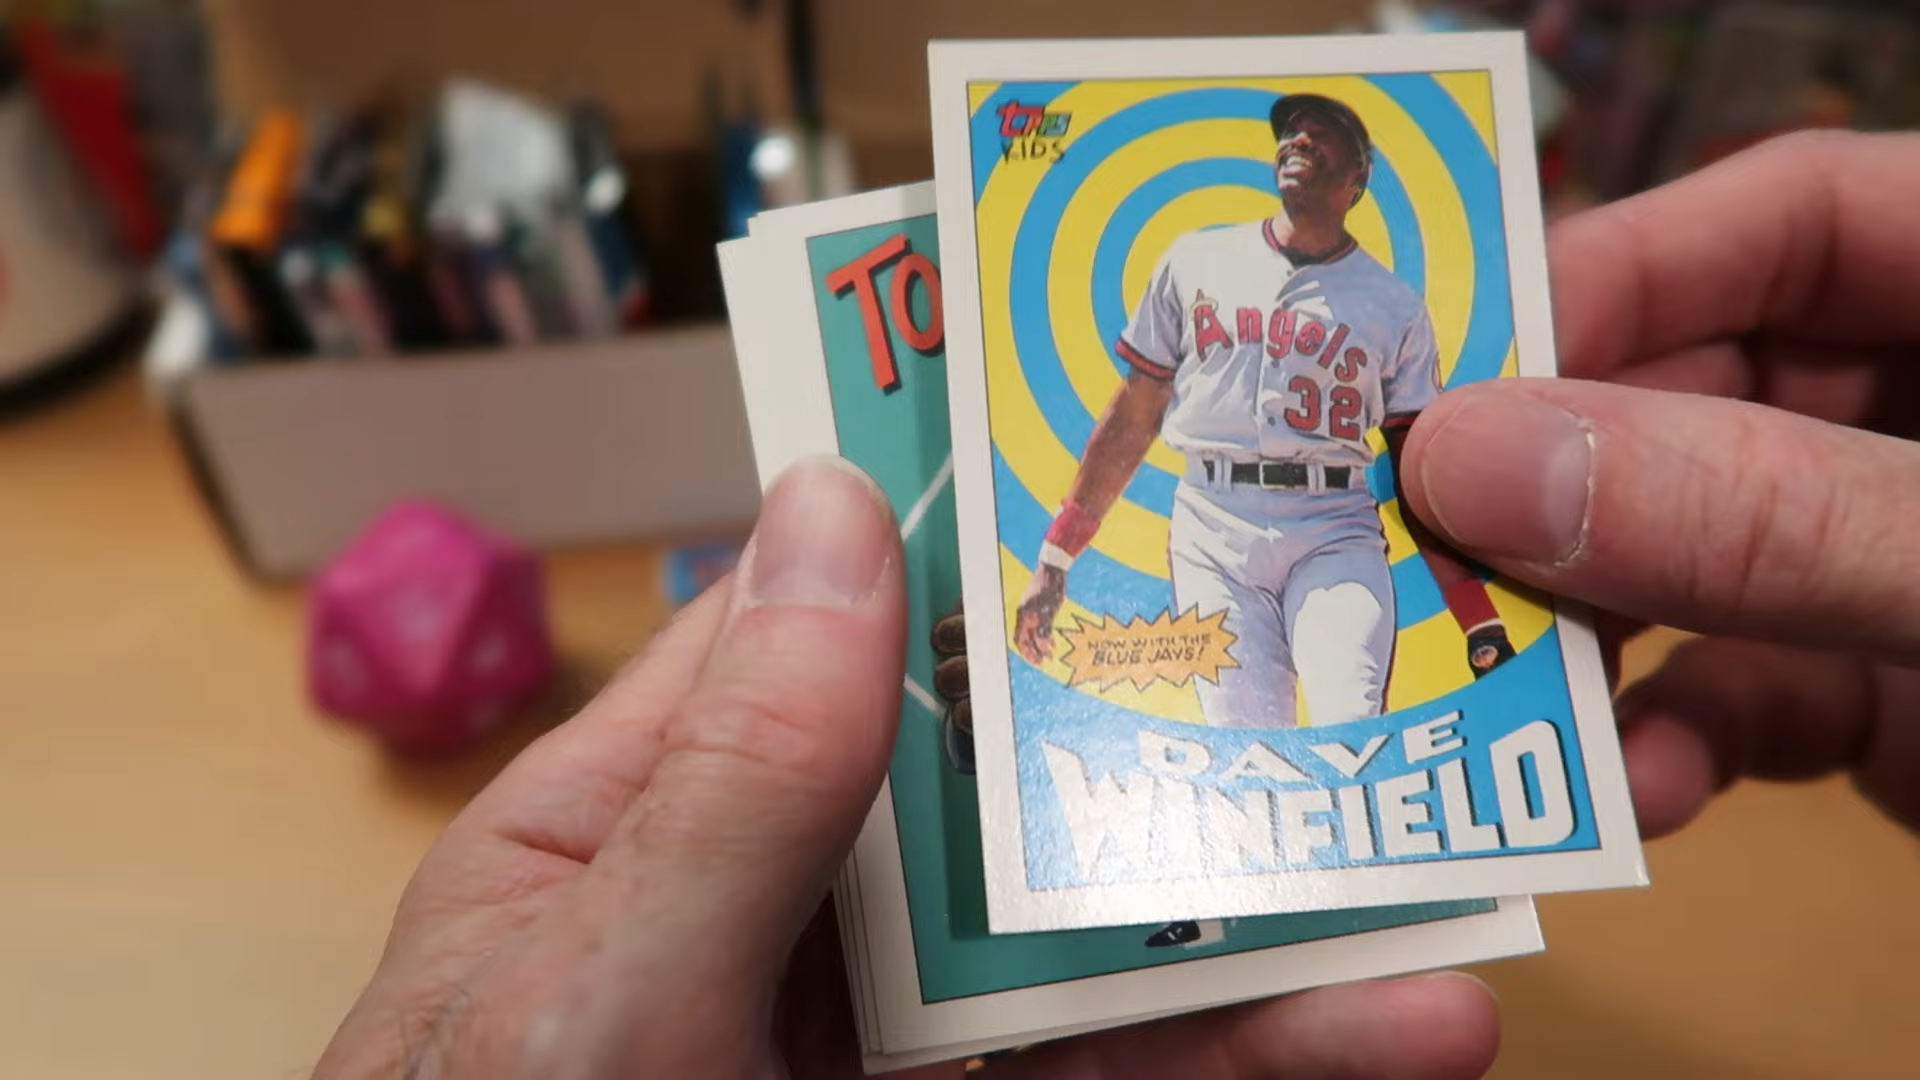 TOPPS
KIDS
TO
Angels
32
NOW WITH THE
BLUE JAYS!
DAVE
WINFIELD